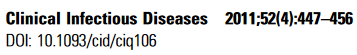 Clinical Infectious Diseases 2011;52(4):447–456
DOI: 10.1093/cid/ciq106